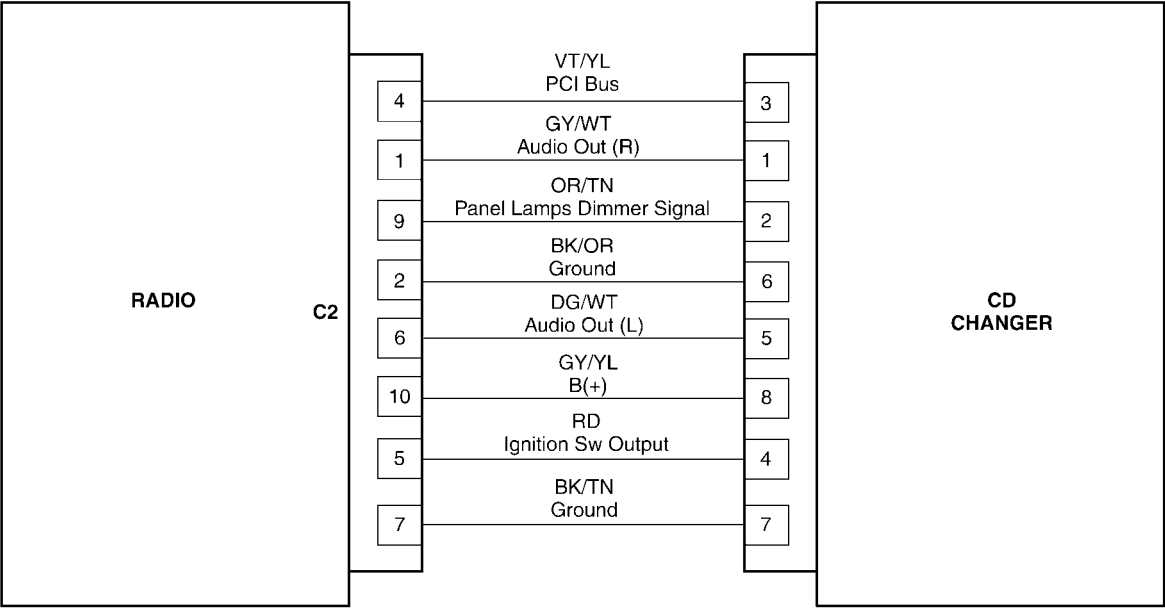 VT/YL
PCI Bus
4
3
GY/WT
Audio Out (R)
1
1
OR/TN
Panel Lamps Dimmer Signal
9
2
BK/OR
Ground
2
6
RADIO
C2
CD
CHANGER
DG/WT
Audio Out (L)
6
5
GY/YL
B(+)
10
8
RD
Ignition Sw Output
5
4
BK/TN
Ground
7
7